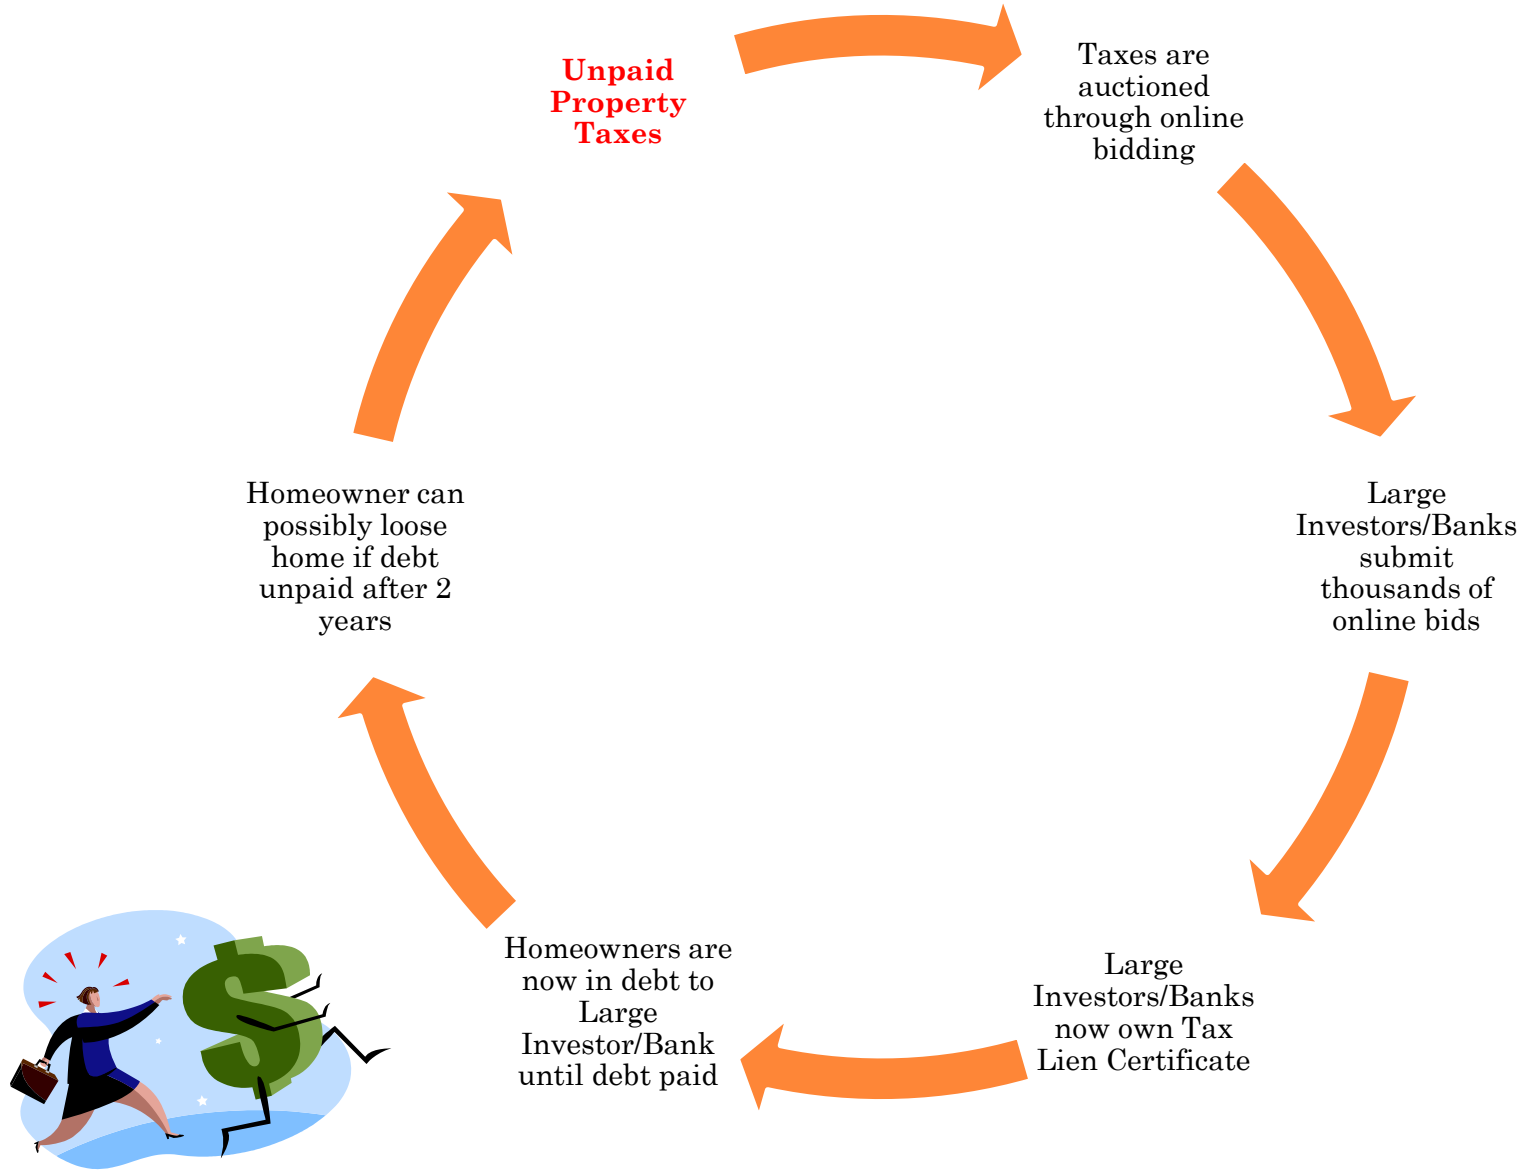 Unpaid
Property
Taxes
Taxes are
auctioned
through online
bidding
Large
Investors/Banks
submit
thousands of
online bids
Large
Investors/Banks
now own Tax
Lien Certificate
Homeowners are
now in debt to
Large
Investor/Bank
until debt paid
Homeowner can
possibly loose
home if debt
unpaid after 2
years